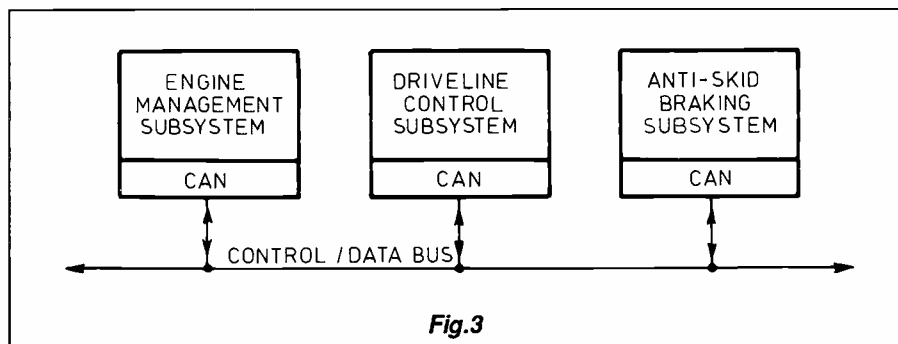 ENGINE
MANAGEMENT
SUBSYSTEM
CAN
DRIVELINE
CONTROL
SUBSYSTEM
CAN
ANTI-SKID
BRAKING
SUBSYSTEM
CAN
CONTROL / DATA BUS
Fig.3